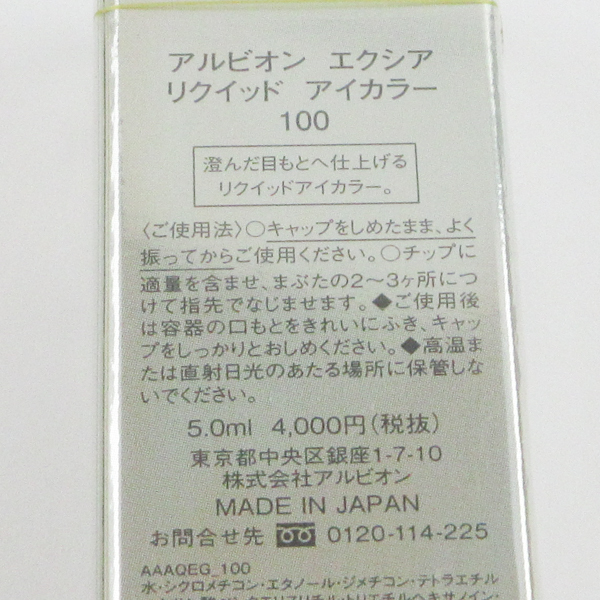 アルビオン エクシア
リクイッド アイカラー
100
澄んだ目もとへ仕上げる
リクイッドアイカラー。
〈ご使用法〉○キャップをしめたまま、よく
振ってからご使用ください。○チップに
適量を含ませ、まぶたの2〜3ヶ所につ
けて指先でなじませます。◆ご使用後
は容器の口もとをきれいにふき、キャッ
プをしっかりとおしめください。◆高温ま
たは直射日光のあたる場所に保管しな
いでください。
5.0ml 4,000円(税抜)
東京都中央区銀座1-7-10
株式会社アルビオン
MADE IN JAPAN
お問合せ先 0120-114-225
AAAQEG_100
水・シクロメチコン・エタノール・ジメチコン・テトラエチル